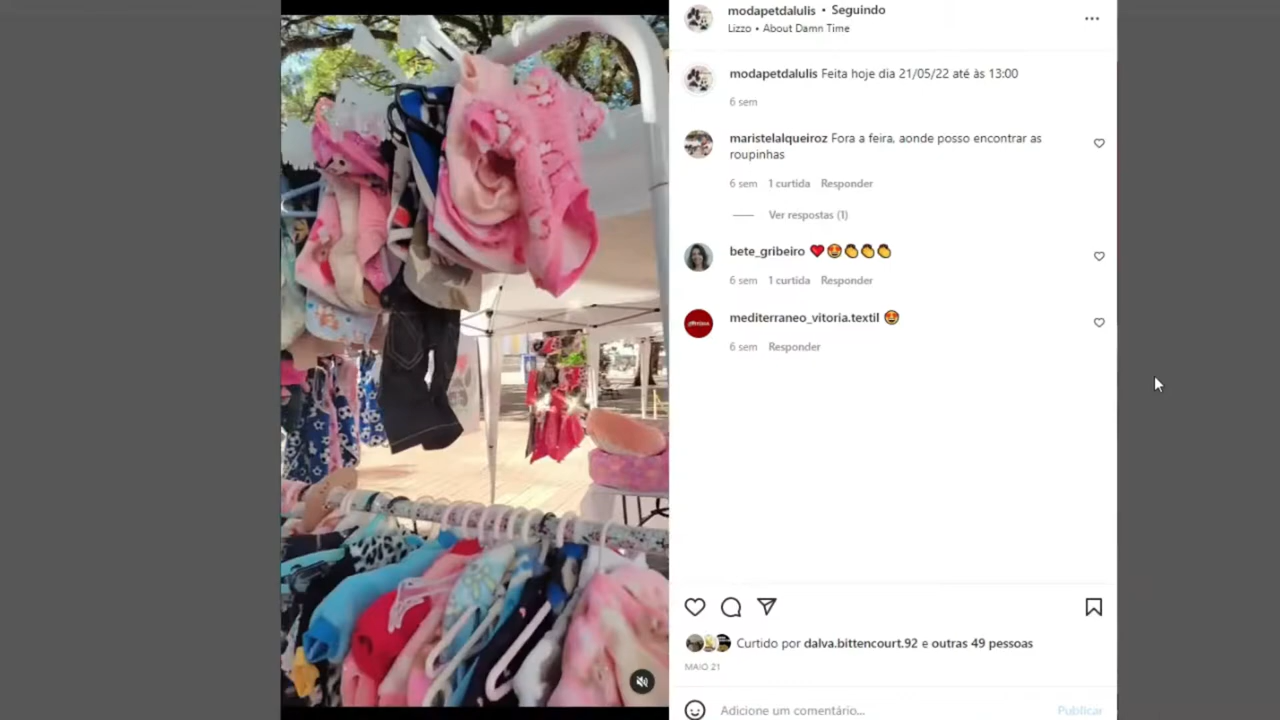 modapetdalulis • Seguindo
Lizzo • About Damn Time
modapetdalulis Feita hoje dia 21/05/22 até às 13:00
6 sem
maristelalqueiroz Fora a feira, aonde posso encontrar as
roupinhas
6 sem 1 curtida Responder
Ver respostas (1)
bete_gribeiro ❤️😍👏👏👏
6 sem 1 curtida Responder
mediterraneo_vitoria.textil 😍
6 sem Responder
Curtido por dalva.bittencourt.92 e outras 49 pessoas
MAIO 21
Adicione um comentário... Publicar